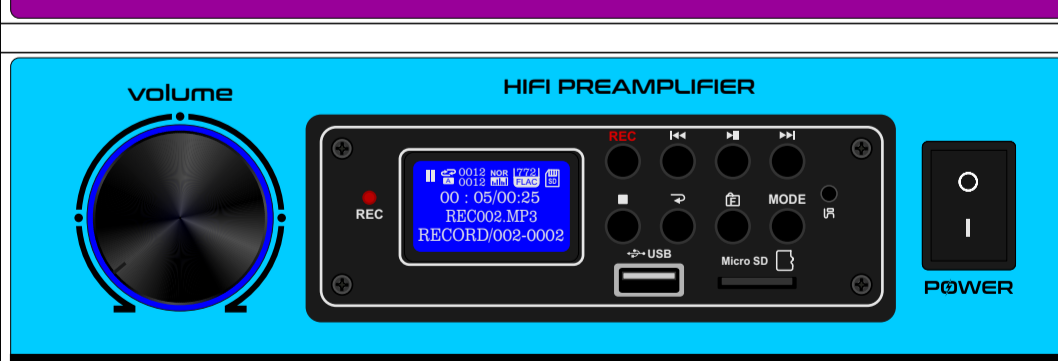 volume
HIFI PREAMPLIFIER
REC
REC
0012 NOR 772
A 0012 FLAC SD
00 : 05/00:25
REC002.MP3
RECORD/002-0002
F MODE
IR
USB
Micro SD
POWER